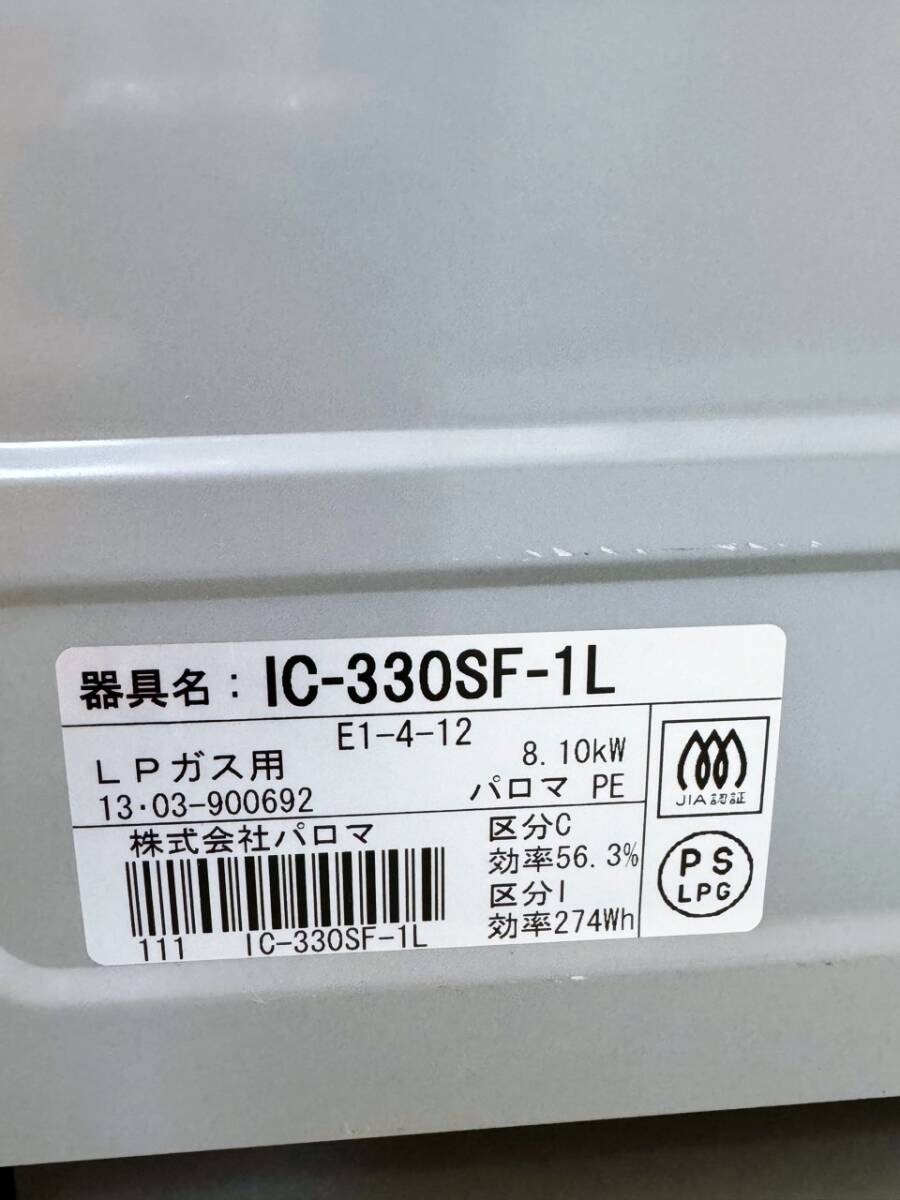 器具名: IC-330SF-1L
E1-4-12
LPガス用 8.10kW
13・03-900692 パロマ PE
株式会社パロマ
区分C
効率56.3%
区分I
効率274Wh
111 IC-330SF-1L
JIA認証
PS
LPG